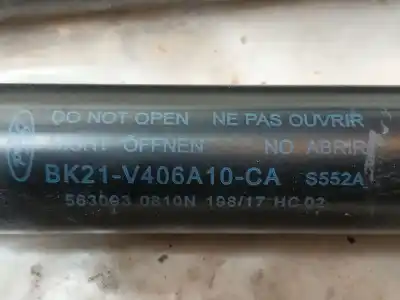 DO NOT OPEN NE PAS OUVRIR
NICHT ÖFFNEN NO ABRIR
BK21-V406A10-CA S552A
563093 0810N 198/17 HC 02